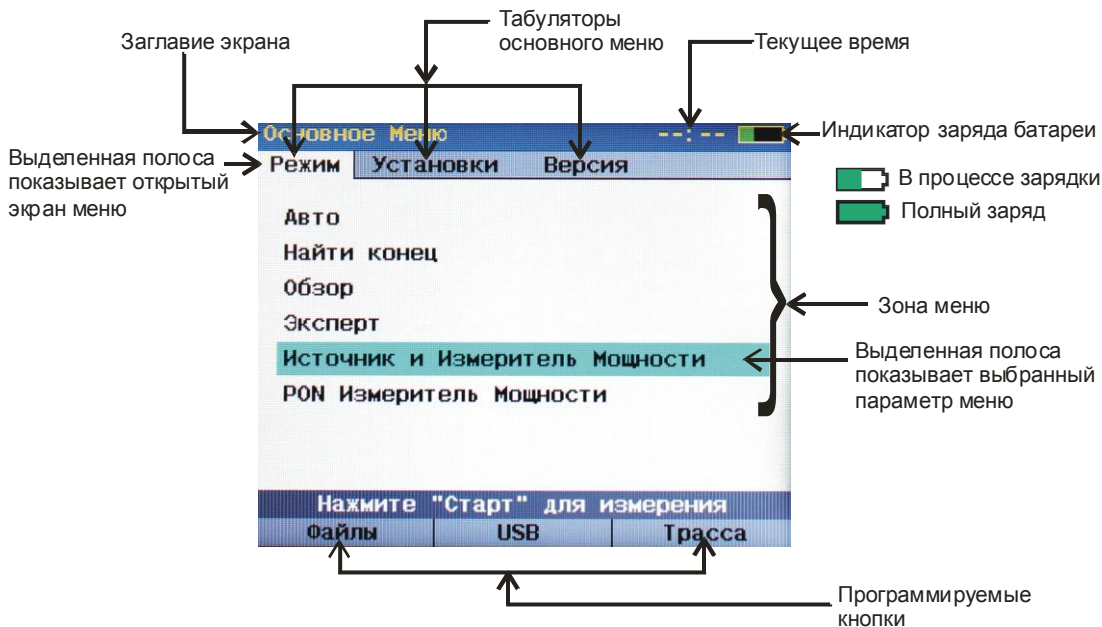 Табуляторы
основного меню
Заглавие экрана
Текущее время
Основное Меню
--:--
Индикатор заряда батареи
Выделенная полоса
показывает открытый
экран меню
Режим Установки Версия
В процессе зарядки
Полный заряд
Авто
Найти конец
Обзор
Эксперт
Источник и Измеритель Мощности
PON Измеритель Мощности
Зона меню
Выделенная полоса
показывает выбранный
параметр меню
Нажмите "Старт" для измерения
Файлы USB Трасса
Программируемые
кнопки